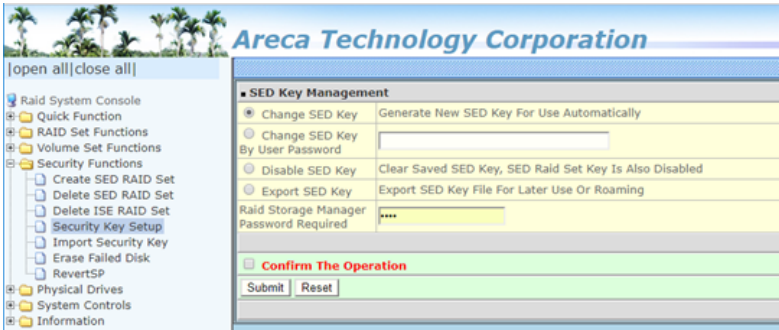 Areca Technology Corporation
|open all|close all|
Raid System Console
Quick Function
RAID Set Functions
Volume Set Functions
Security Functions
Create SED RAID Set
Delete SED RAID Set
Delete ISE RAID Set
Security Key Setup
Import Security Key
Erase Failed Disk
RevertSP
Physical Drives
System Controls
Information
SED Key Management
Change SED Key Generate New SED Key For Use Automatically
Change SED Key
By User Password
Disable SED Key Clear Saved SED Key, SED Raid Set Key Is Also Disabled
Export SED Key Export SED Key File For Later Use Or Roaming
Raid Storage Manager
Password Required ••••
Confirm The Operation
Submit Reset